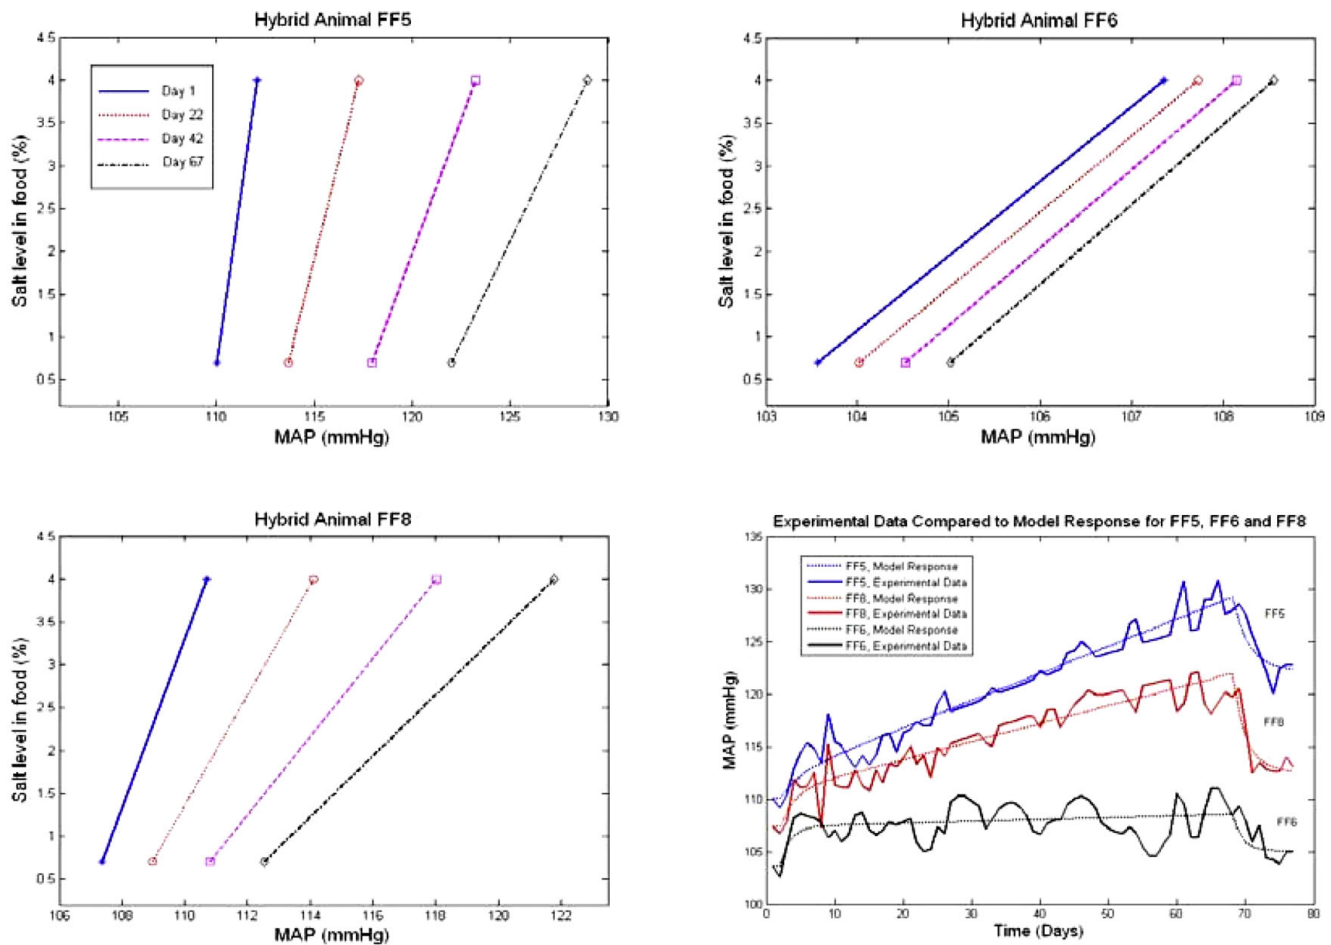 Hybrid Animal FF5
4.5
4
3.5
3
2.5
2
1.5
1
0.5
Salt level in food (%)
Day 1
Day 22
Day 42
Day 67
105 110 115 120 125 130
MAP (mmHg)
Hybrid Animal FF6
4.5
4
3.5
3
2.5
2
1.5
1
0.5
Salt level in food (%)
103 104 105 106 107 108 109
MAP (mmHg)
Hybrid Animal FF8
4.5
4
3.5
3
2.5
2
1.5
1
0.5
Salt level in food (%)
106 108 110 112 114 116 118 120 122
MAP (mmHg)
Experimental Data Compared to Model Response for FF5, FF6 and FF8
135
130
125
120
115
110
105
100
MAP (mmHg)
FF5, Model Response
FF5, Experimental Data
FF8, Model Response
FF8, Experimental Data
FF6, Model Response
FF6, Experimental Data
FF5
FF8
FF6
0 10 20 30 40 50 60 70 80
Time (Days)